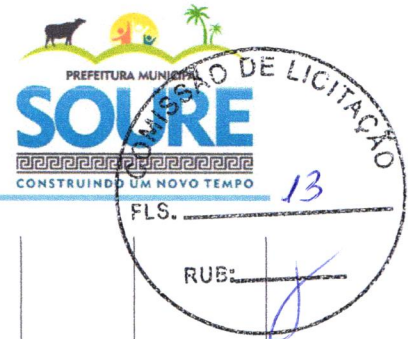 PREFEITURA MUNICIPAL
SOURE
CONSTRUINDO UM NOVO TEMPO
COMISSÃO DE LICITAÇÃO
FLS. 13
RUB: